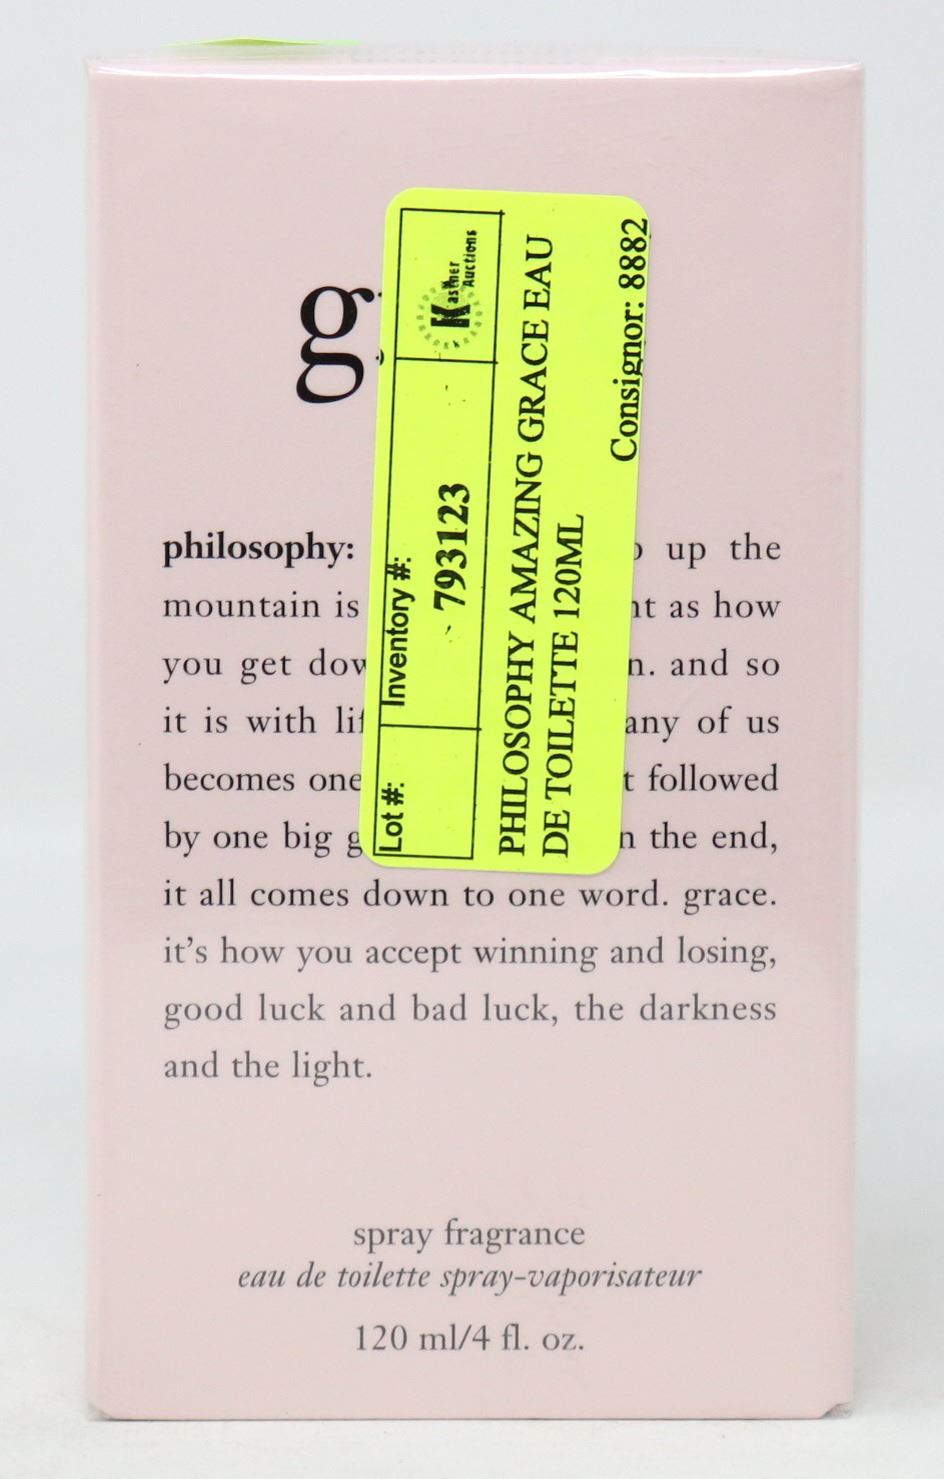 philosophy: up the
mountain is as how
you get and so
it is with any of us
becomes one followed
by one big the end,
it all comes down to one word. grace.
it's how you accept winning and losing,
good luck and bad luck, the darkness
and the light.
spray fragrance
eau de toilette spray-vaporisateur
120 ml/4 fl. oz.
Lot #: Inventory #:
793123
Kastner
Auctions
PHILOSOPHY AMAZING GRACE EAU
DE TOILETTE 120ML
Consignor: 8882